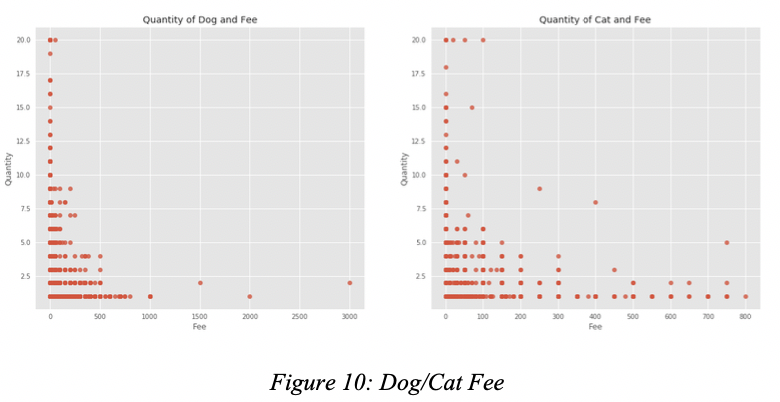 Quantity of Dog and Fee
20.0
17.5
15.0
12.5
10.0
7.5
5.0
2.5
Quantity
0 500 1000 1500 2000 2500 3000
Fee
Quantity of Cat and Fee
20.0
17.5
15.0
12.5
10.0
7.5
5.0
2.5
Quantity
0 100 200 300 400 500 600 700 800
Fee
Figure 10: Dog/Cat Fee